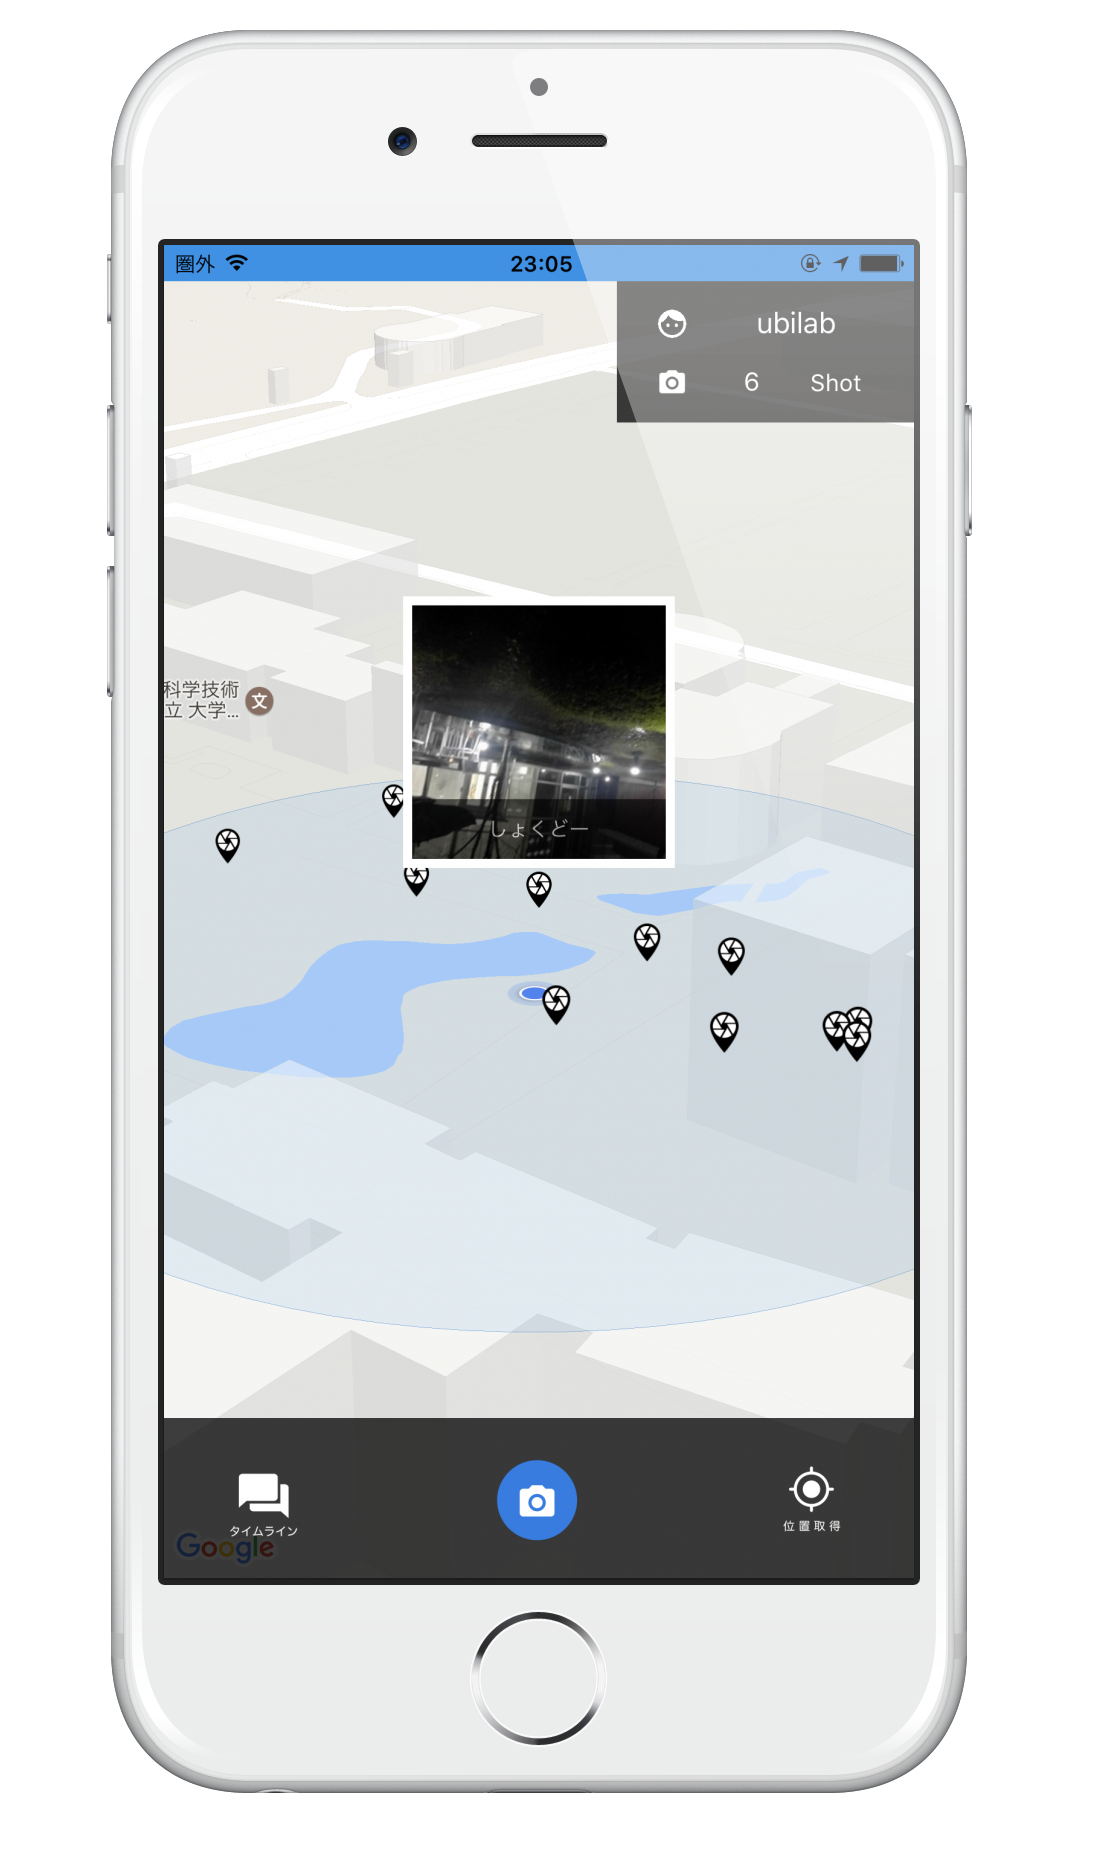 圏外 23:05
ubilab
6 Shot
科学技術
立 大学...
文
しょくどー
タイムライン
位置取得
Google